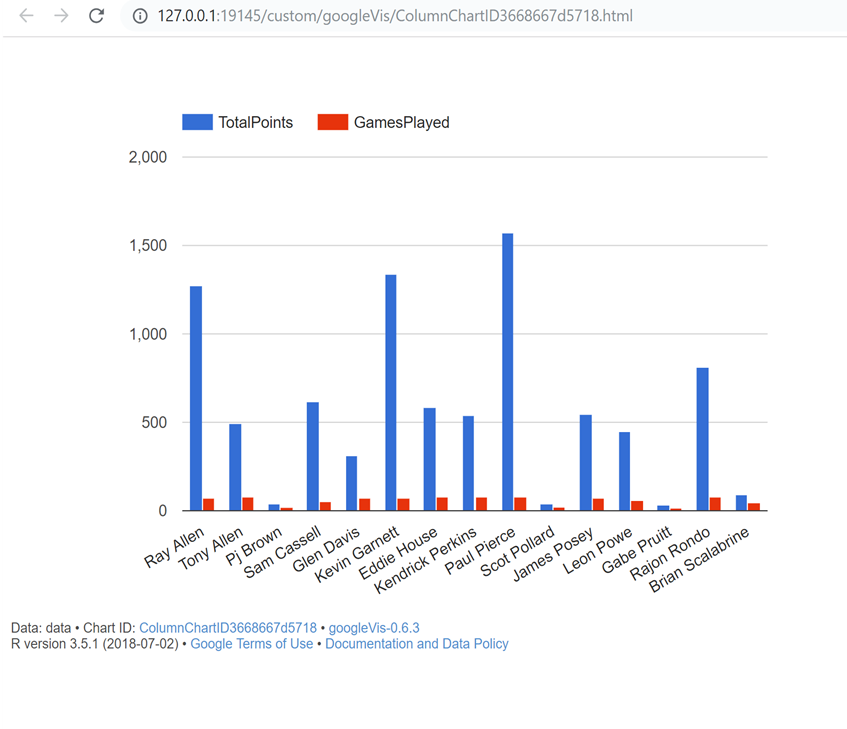 127.0.0.1:19145/custom/googleVis/ColumnChartID3668667d5718.html
TotalPoints GamesPlayed
2,000
1,500
1,000
500
0
Ray Allen
Tony Allen
Pj Brown
Sam Cassell
Glen Davis
Kevin Garnett
Eddie House
Kendrick Perkins
Paul Pierce
Scot Pollard
James Posey
Leon Powe
Gabe Pruitt
Rajon Rondo
Brian Scalabrine
Data: data • Chart ID: ColumnChartID3668667d5718 • googleVis-0.6.3
R version 3.5.1 (2018-07-02) • Google Terms of Use • Documentation and Data Policy